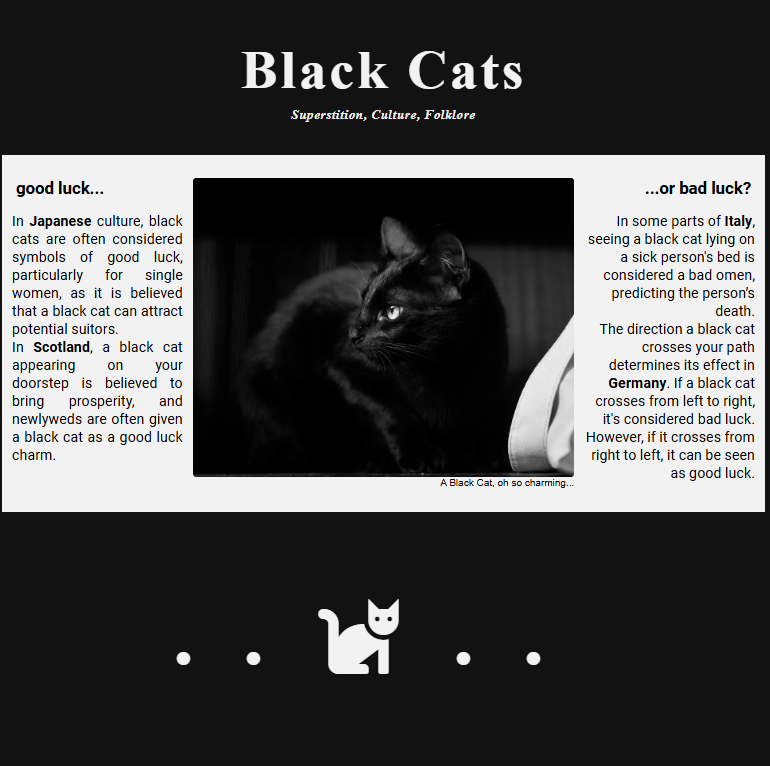 Black Cats
Superstition, Culture, Folklore
good luck...
In Japanese culture, black
cats are often considered
symbols of good luck,
particularly for single
women, as it is believed
that a black cat can attract
potential suitors.
In Scotland, a black cat
appearing on your
doorstep is believed to
bring prosperity, and
newlyweds are often given
a black cat as a good luck
charm.
A Black Cat, oh so charming...
...or bad luck?
In some parts of Italy,
seeing a black cat lying on
a sick person's bed is
considered a bad omen,
predicting the person's
death.
The direction a black cat
crosses your path
determines its effect in
Germany. If a black cat
crosses from left to right,
it's considered bad luck.
However, if it crosses from
right to left, it can be seen
as good luck.